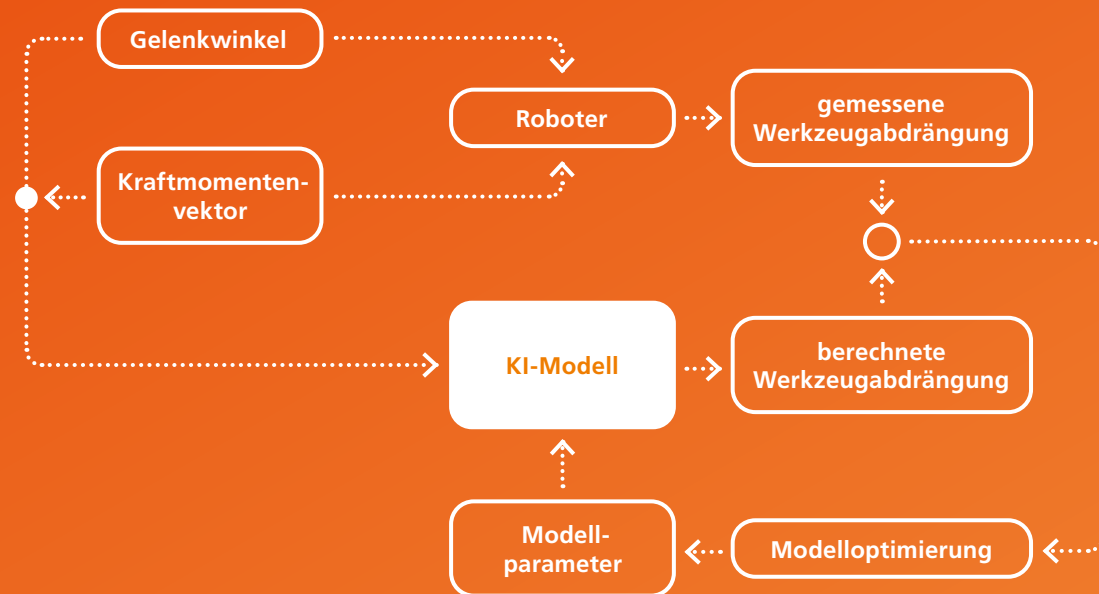 Gelenkwinkel
Roboter
gemessene
Werkzeugabdrängung
Kraftmomenten-
vektor
KI-Modell
berechnete
Werkzeugabdrängung
Modell-
parameter
Modelloptimierung